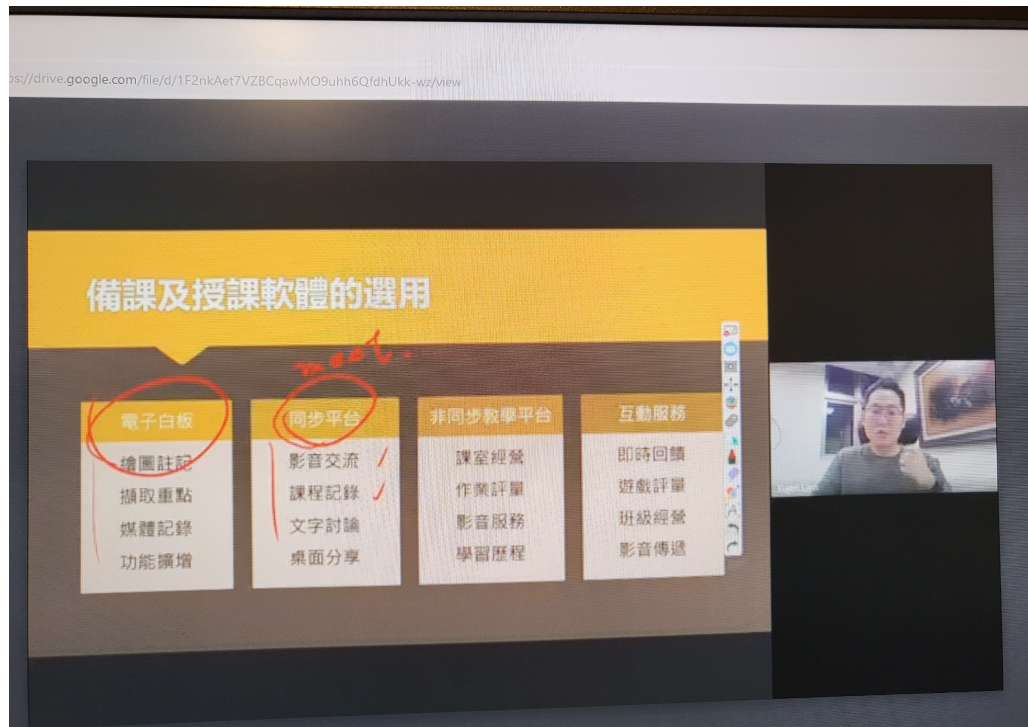 ps://drive.google.com/file/d/1F2nkAet7VZBCqawMO9uhh6QfdhUkk-wz/view
備課及授課軟體的選用
meet.
電子白板
繪圖註記
擷取重點
媒體記錄
功能擴增
同步平台
影音交流
課程記錄
文字討論
桌面分享
非同步教學平台
課室經營
作業評量
影音服務
學習歷程
互動服務
即時回饋
遊戲評量
班級經營
影音傳遞